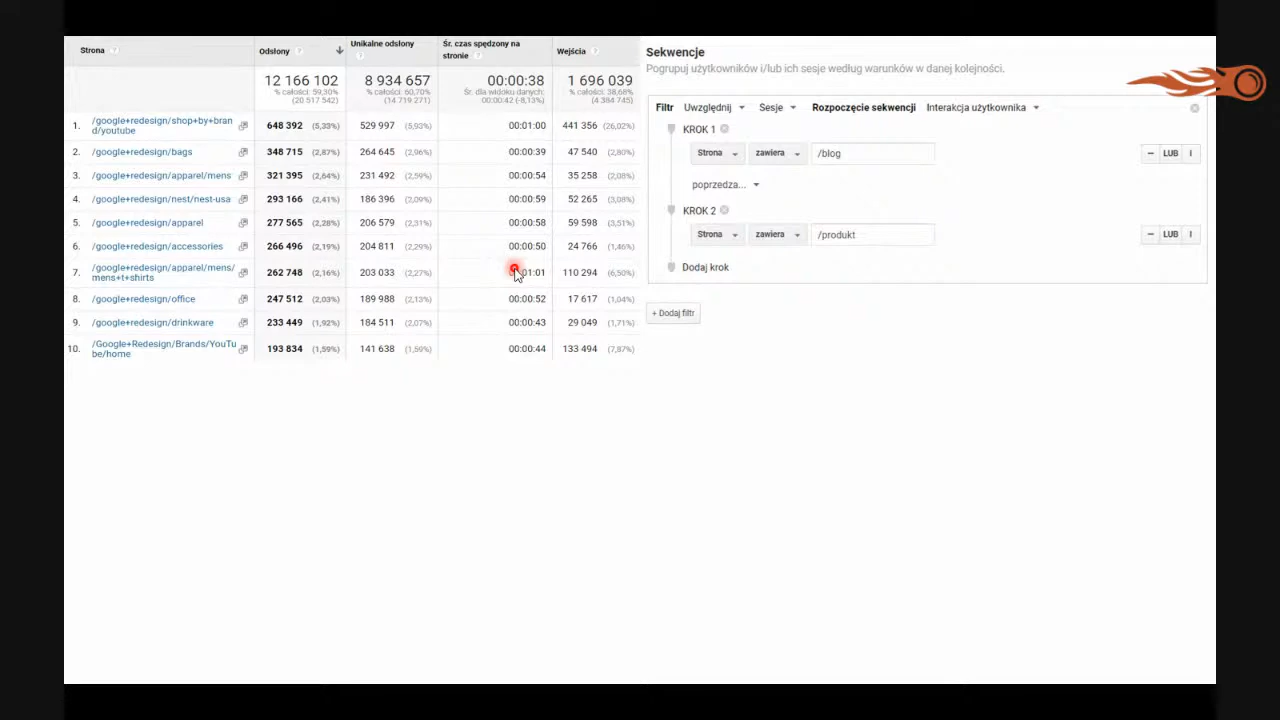 Strona ?
Odsłony ?
Unikalne odsłony
?
Śr. czas spędzony na
stronie ?
Wejścia ?
12 166 102
% całości: 59,30%
(20 517 542)
8 934 657
% całości: 60,70%
(14 719 271)
00:00:38
Śr. dla widoku danych:
00:00:42 (-8,13%)
1 696 039
% całości: 38,68%
(4 384 745)
1. /google+redesign/shop+by+bran
d/youtube 648 392 (5,33%) 529 997 (5,93%) 00:01:00 441 356 (26,02%)
2. /google+redesign/bags 348 715 (2,87%) 264 645 (2,96%) 00:00:39 47 540 (2,80%)
3. /google+redesign/apparel/mens 321 395 (2,64%) 231 492 (2,59%) 00:00:54 35 258 (2,08%)
4. /google+redesign/nest/nest-usa 293 166 (2,41%) 186 396 (2,09%) 00:00:59 52 265 (3,08%)
5. /google+redesign/apparel 277 565 (2,28%) 206 579 (2,31%) 00:00:58 59 598 (3,51%)
6. /google+redesign/accessories 266 496 (2,19%) 204 811 (2,29%) 00:00:50 24 766 (1,46%)
7. /google+redesign/apparel/mens/
mens+t+shirts 262 748 (2,16%) 203 033 (2,27%) :01:01 110 294 (6,50%)
8. /google+redesign/office 247 512 (2,03%) 189 988 (2,13%) 00:00:52 17 617 (1,04%)
9. /google+redesign/drinkware 233 449 (1,92%) 184 511 (2,07%) 00:00:43 29 049 (1,71%)
10. /Google+Redesign/Brands/YouTu
be/home 193 834 (1,59%) 141 638 (1,59%) 00:00:44 133 494 (7,87%)
Sekwencje
Pogrupuj użytkowników i/lub ich sesje według warunków w danej kolejności.
Filtr Uwzględnij Sesje Rozpoczęcie sekwencji Interakcja użytkownika
KROK 1
Strona zawiera /blog LUB I
poprzedza...
KROK 2
Strona zawiera /produkt LUB I
Dodaj krok
+ Dodaj filtr